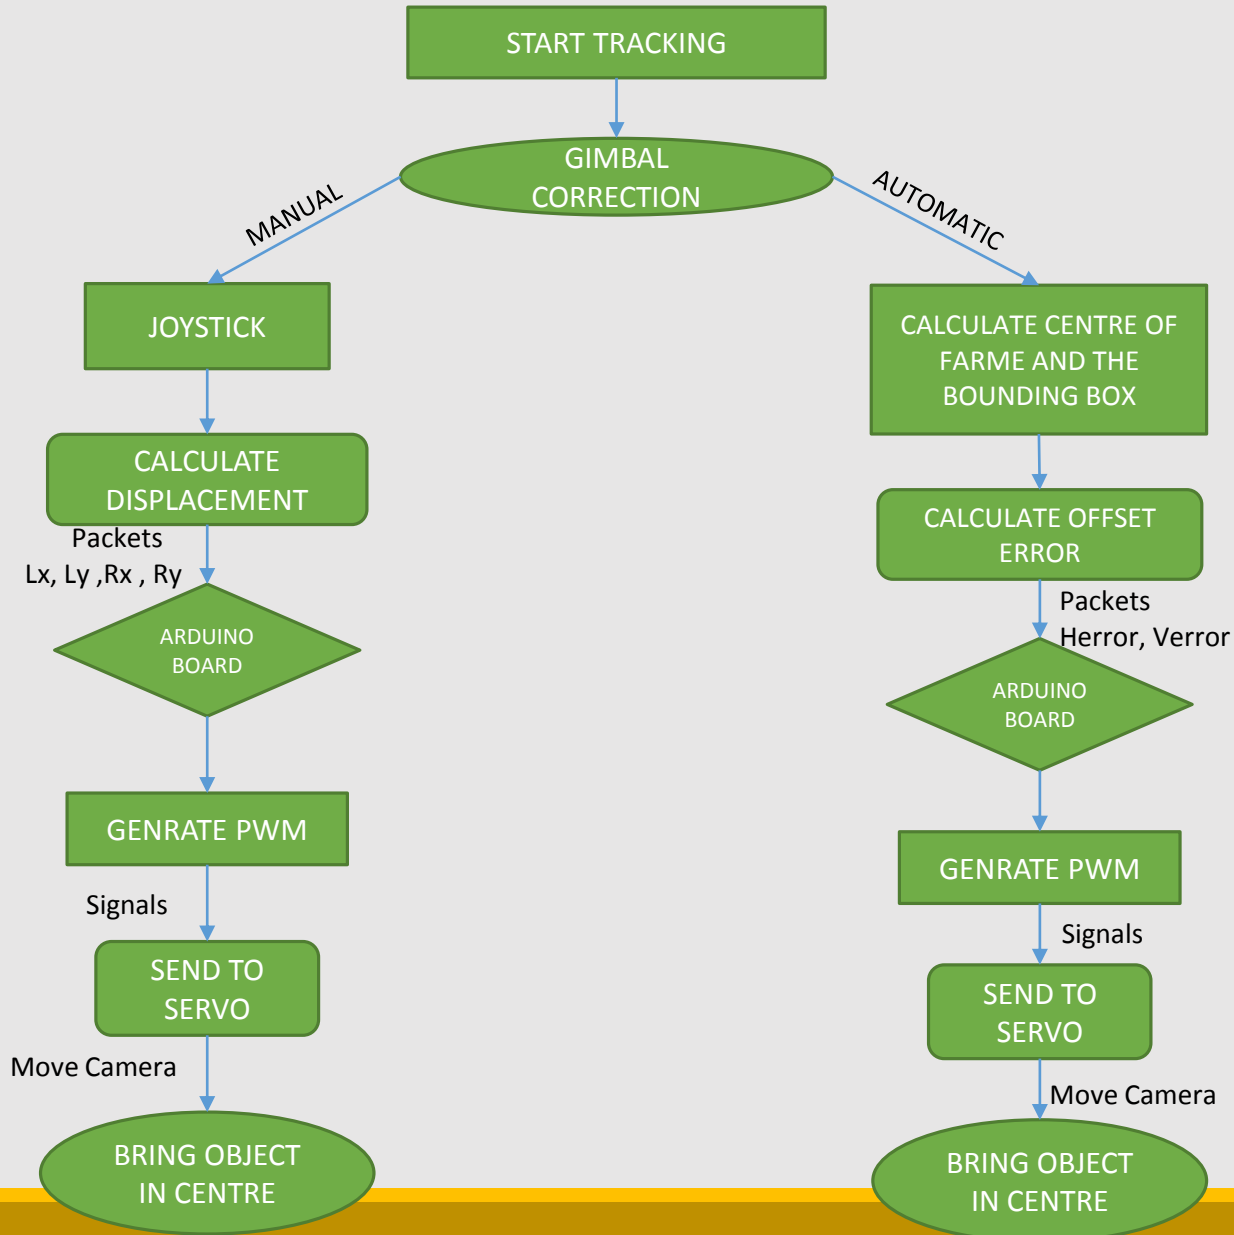 START TRACKING
GIMBAL
CORRECTION
MANUAL
AUTOMATIC
JOYSTICK
CALCULATE
DISPLACEMENT
Packets
Lx, Ly ,Rx , Ry
ARDUINO
BOARD
GENRATE PWM
Signals
SEND TO
SERVO
Move Camera
BRING OBJECT
IN CENTRE
CALCULATE CENTRE OF
FARME AND THE
BOUNDING BOX
CALCULATE OFFSET
ERROR
Packets
Herror, Verror
ARDUINO
BOARD
GENRATE PWM
Signals
SEND TO
SERVO
Move Camera
BRING OBJECT
IN CENTRE